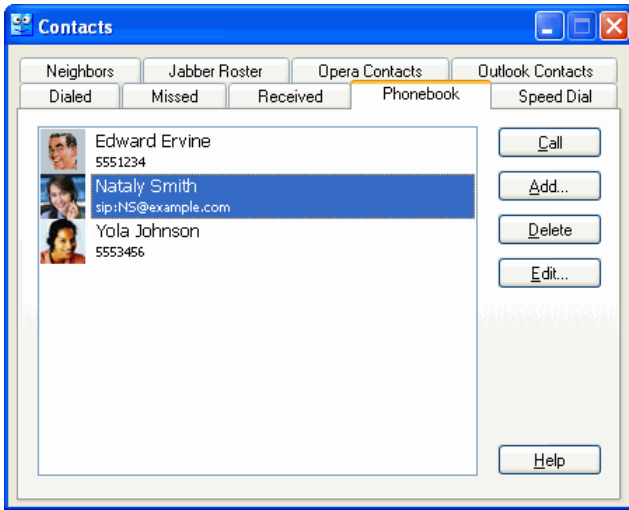 Contacts
Neighbors Jabber Roster Opera Contacts Outlook Contacts
Dialed Missed Received Phonebook Speed Dial
Edward Ervine
5551234
Nataly Smith
sip:NS@example.com
Yola Johnson
5553456
Call
Add...
Delete
Edit...
Help